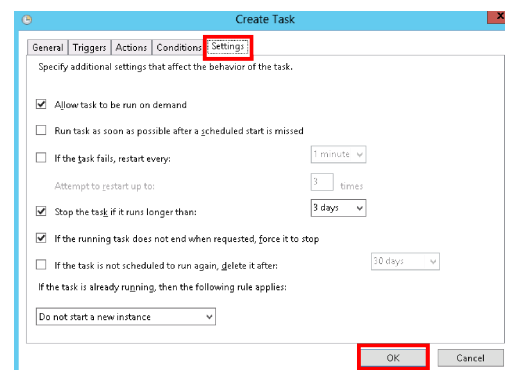 Create Task
General Triggers Actions Conditions Settings
Specify additional settings that affect the behavior of the task.
Allow task to be run on demand
Run task as soon as possible after a scheduled start is missed
If the task fails, restart every: 1 minute
Attempt to restart up to: 3 times
Stop the task if it runs longer than: 3 days
If the running task does not end when requested, force it to stop
If the task is not scheduled to run again, delete it after: 30 days
If the task is already running, then the following rule applies:
Do not start a new instance
OK Cancel